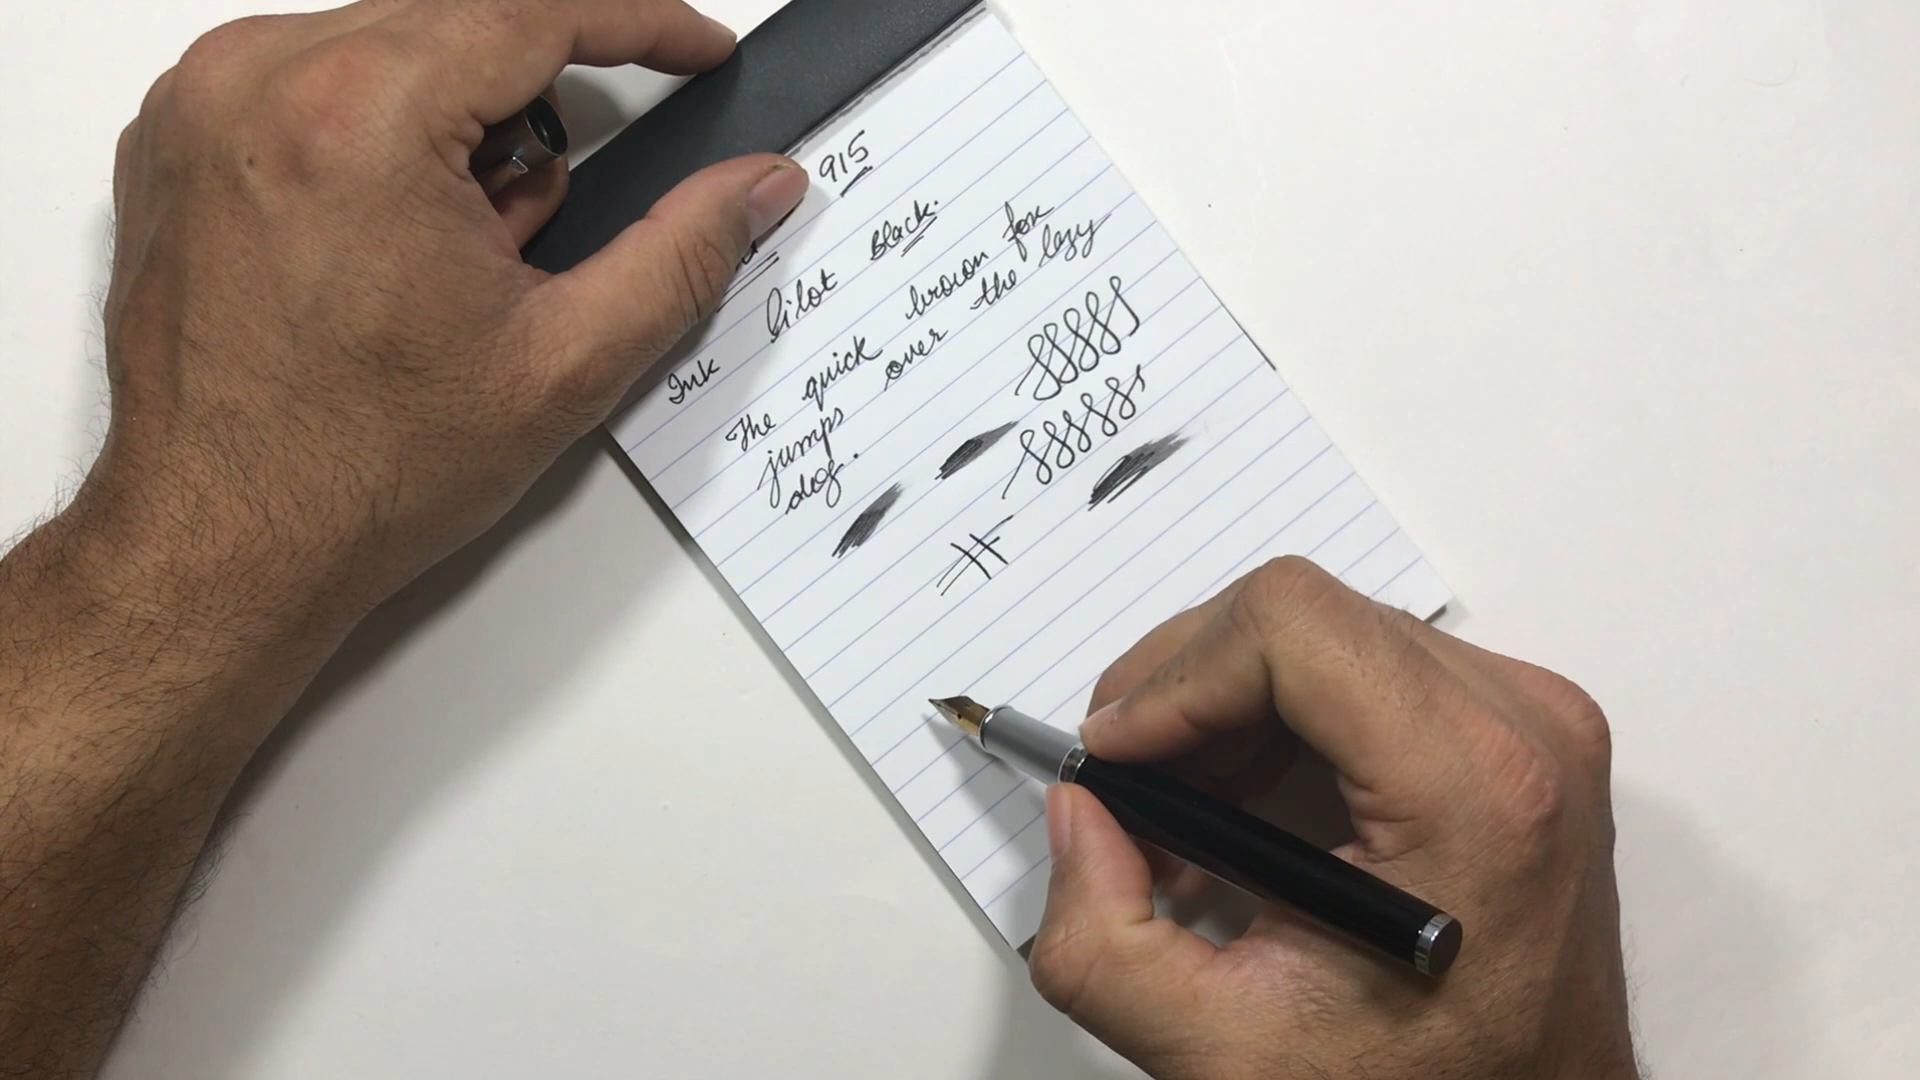 915
Ink Pilot Black.
The quick brown fox
jumps over the lazy
dog.